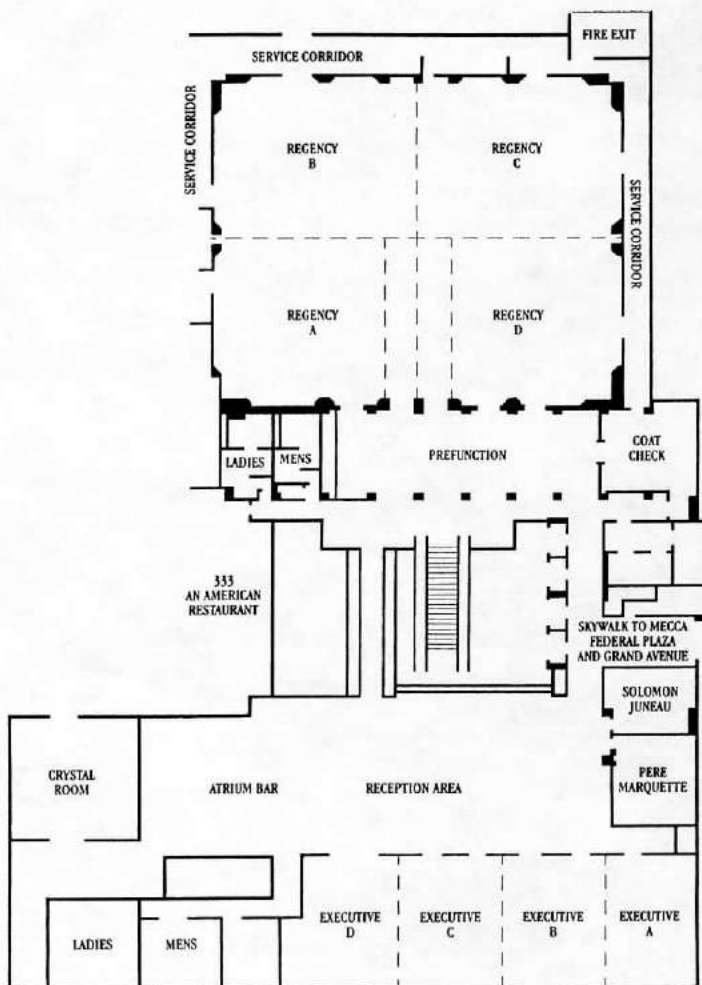 FIRE EXIT
SERVICE CORRIDOR
SERVICE CORRIDOR
REGENCY
B
REGENCY
C
SERVICE CORRIDOR
REGENCY
A
REGENCY
D
LADIES
MENS
PREFUNCTION
COAT
CHECK
333
AN AMERICAN
RESTAURANT
SKYWALK TO MECCA
FEDERAL PLAZA
AND GRAND AVENUE
SOLOMON
JUNEAU
CRYSTAL
ROOM
ATRIUM BAR
RECEPTION AREA
PERE
MARQUETTE
LADIES
MENS
EXECUTIVE
D
EXECUTIVE
C
EXECUTIVE
B
EXECUTIVE
A